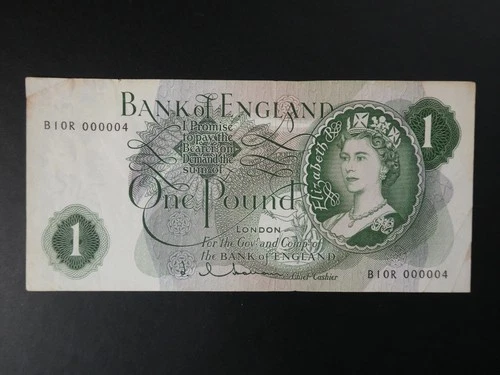 BANK of ENGLAND
B10R 000004
I Promise
to pay the
Bearer on
Demand the
sum of
One Pound
LONDON
For the Govr and Compa of
the BANK of ENGLAND.
Chief Cashier
Elizabeth R
1
1
B10R 000004